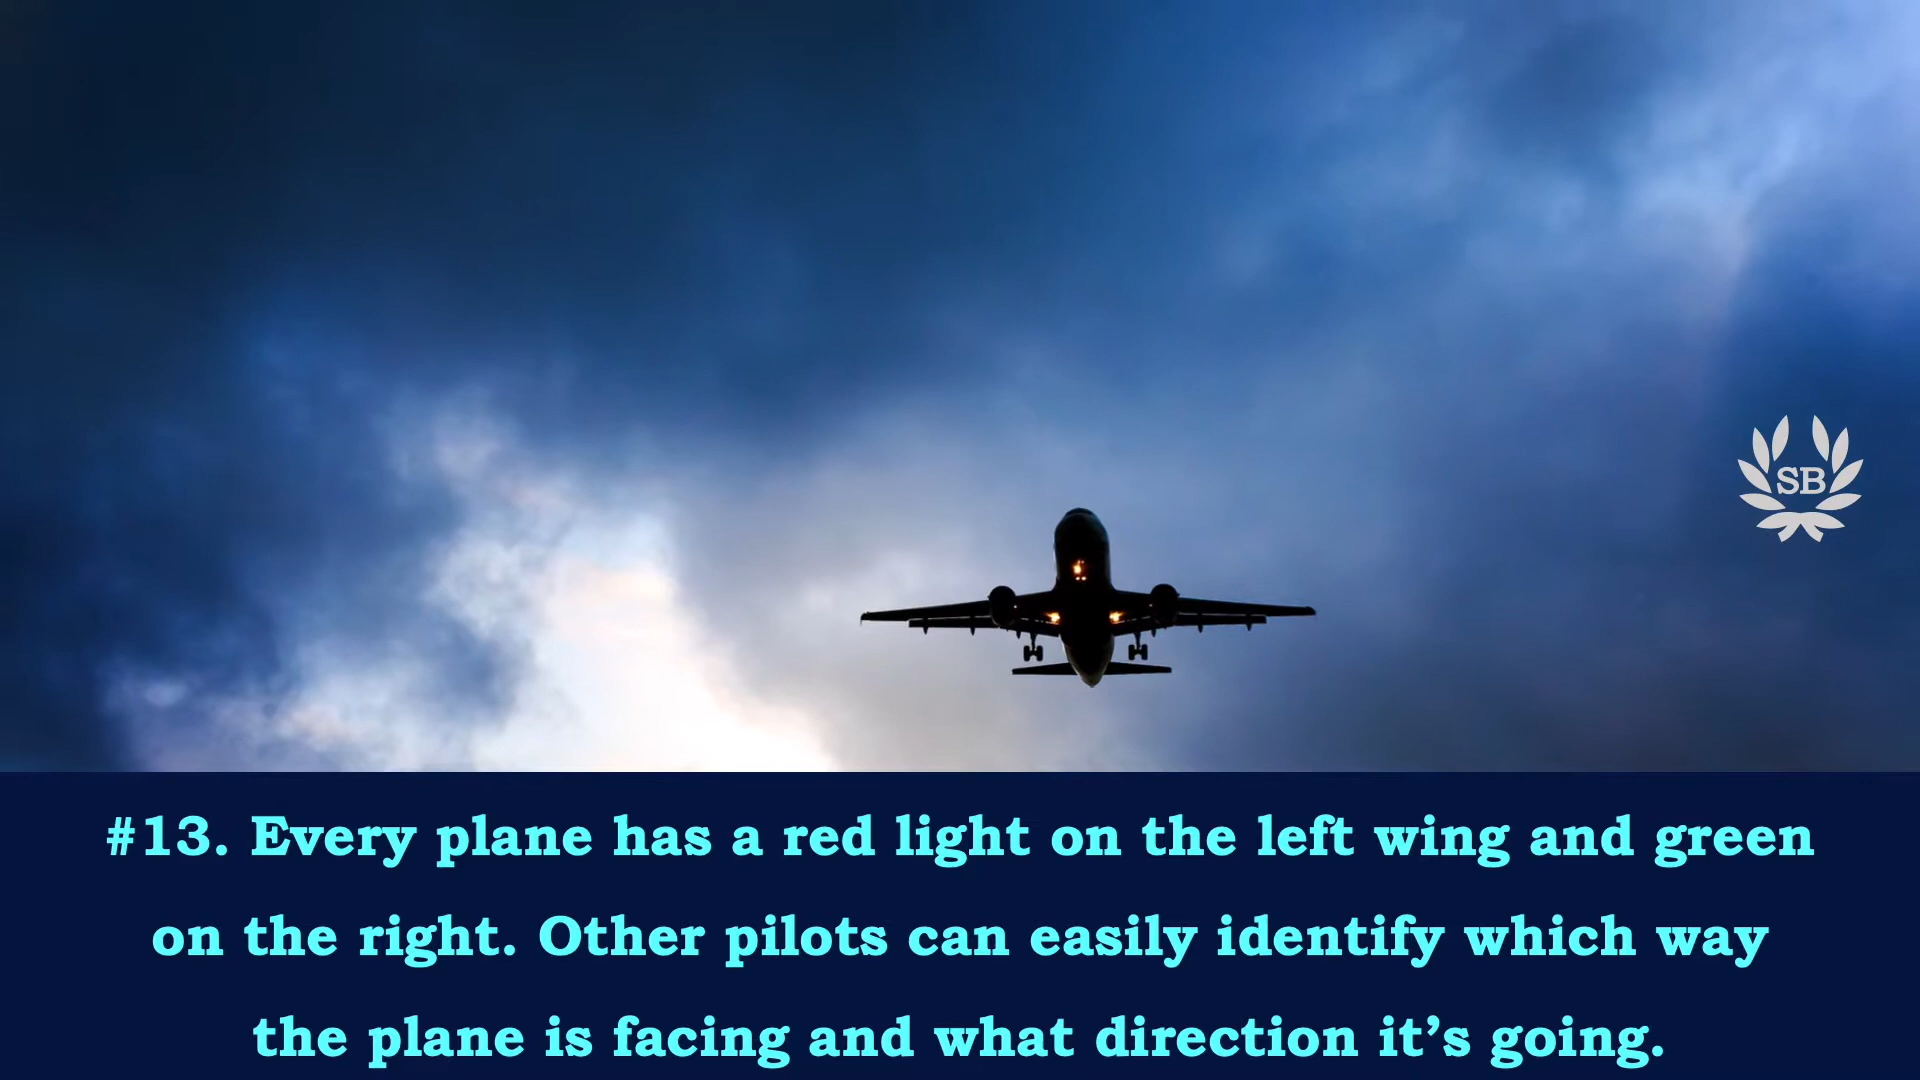 SB
#13. Every plane has a red light on the left wing and green
on the right. Other pilots can easily identify which way
the plane is facing and what direction it’s going.